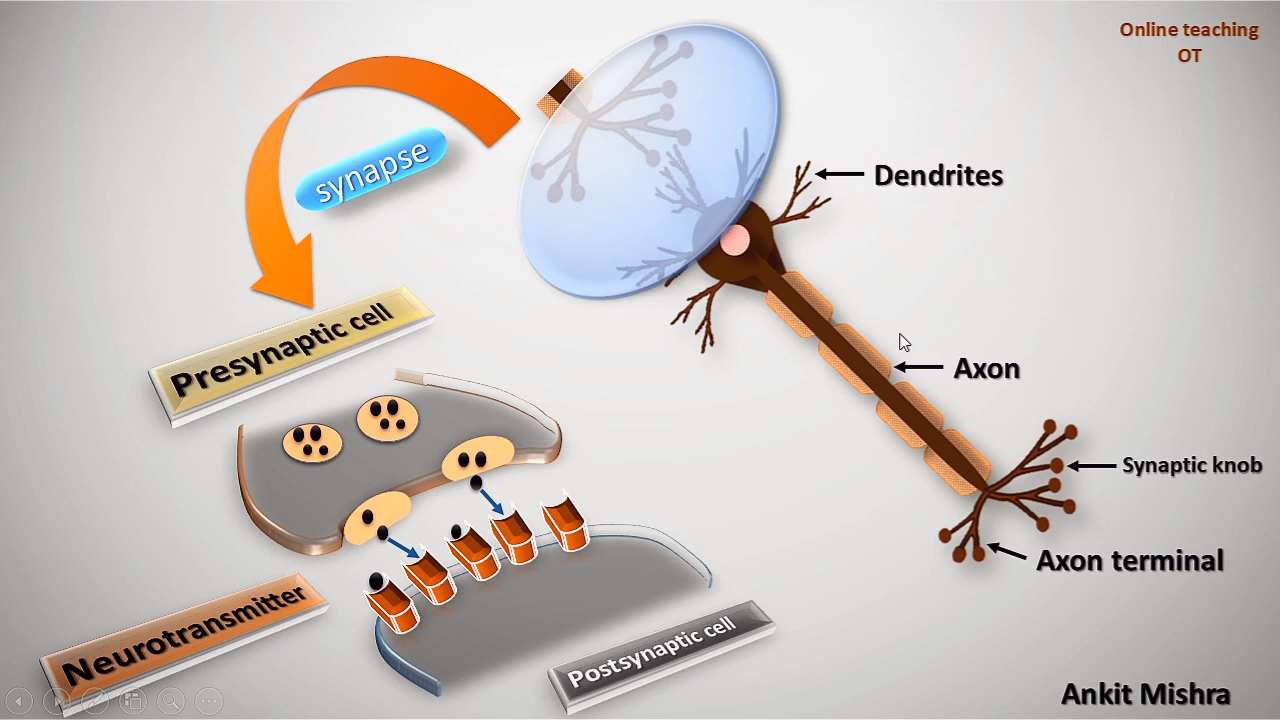 Online teaching
OT
synapse
Dendrites
Presynaptic cell
Axon
Synaptic knob
Axon terminal
Neurotransmitter
Postsynaptic cell
Ankit Mishra